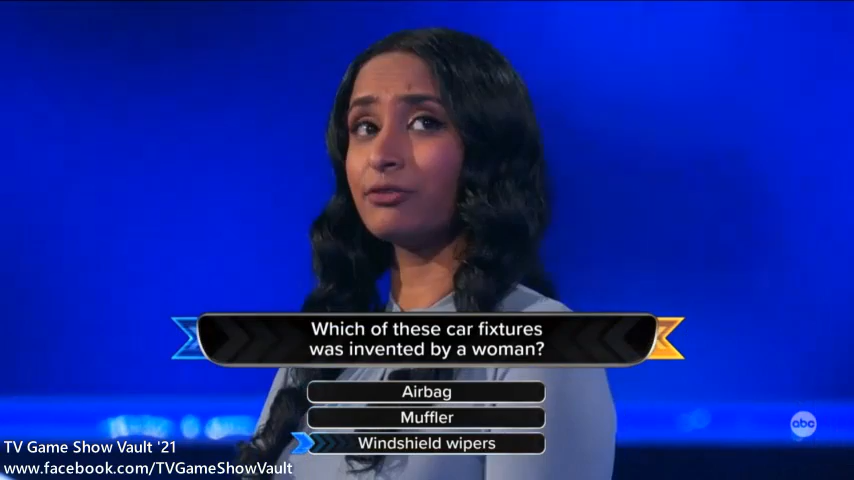 Which of these car fixtures
was invented by a woman?
Airbag
Muffler
Windshield wipers
abc
TV Game Show Vault '21
www.facebook.com/TVGameShowVault